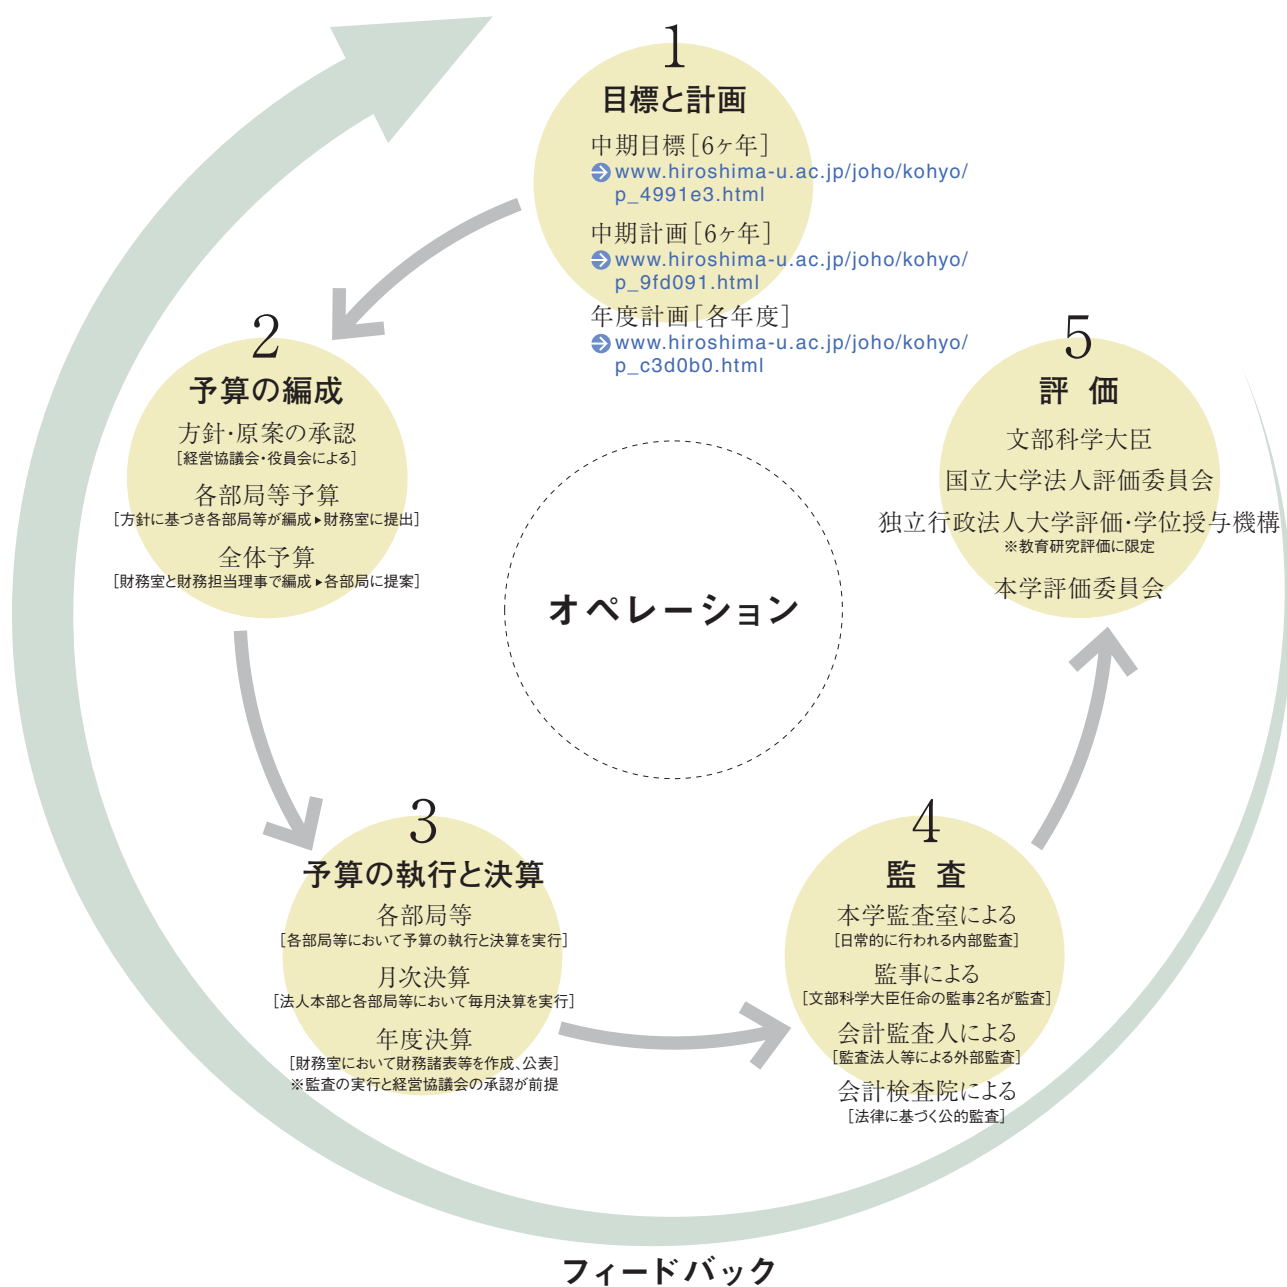 1
目標と計画
中期目標[6ヶ年]
www.hiroshima-u.ac.jp/joho/kohyo/
p_4991e3.html
中期計画[6ヶ年]
www.hiroshima-u.ac.jp/joho/kohyo/
p_9fd091.html
年度計画[各年度]
www.hiroshima-u.ac.jp/joho/kohyo/
p_c3d0b0.html
2
予算の編成
方針・原案の承認
[経営協議会・役員会による]
各部局等予算
[方針に基づき各部局等が編成▶財務室に提出]
全体予算
[財務室と財務担当理事で編成▶各部局に提案]
3
予算の執行と決算
各部局等
[各部局等において予算の執行と決算を実行]
月次決算
[法人本部と各部局等において毎月決算を実行]
年度決算
[財務室において財務諸表等を作成、公表]
※監査の実行と経営協議会の承認が前提
4
監 査
本学監査室による
[日常的に行われる内部監査]
監事による
[文部科学大臣任命の監事2名が監査]
会計監査人による
[監査法人等による外部監査]
会計検査院による
[法律に基づく公的監査]
5
評 価
文部科学大臣
国立大学法人評価委員会
独立行政法人大学評価・学位授与機構
※教育研究評価に限定
本学評価委員会
オペレーション
フィードバック